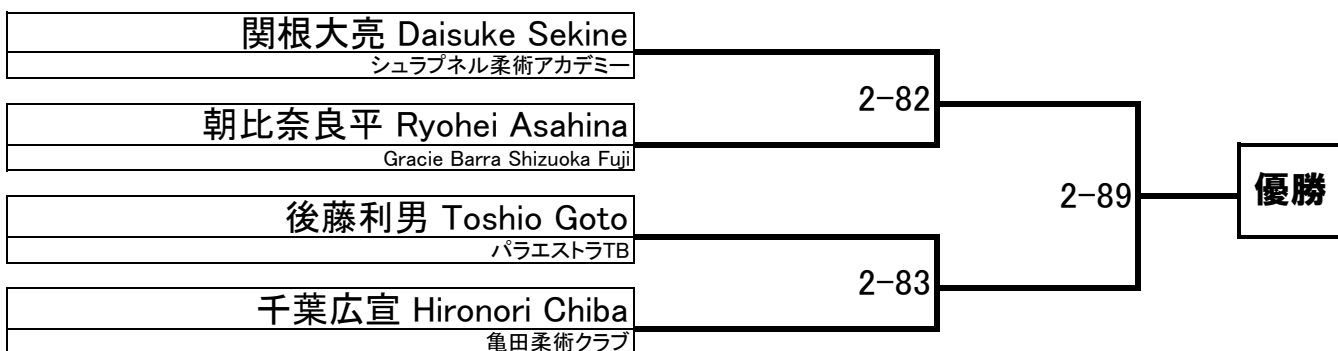 関根大亮 Daisuke Sekine
シュラプネル柔術アカデミー
2-82
朝比奈良平 Ryohei Asahina
Gracie Barra Shizuoka Fuji
2-89
優勝
後藤利男 Toshio Goto
パラエストラTB
2-83
千葉広宣 Hironori Chiba
亀田柔術クラブ